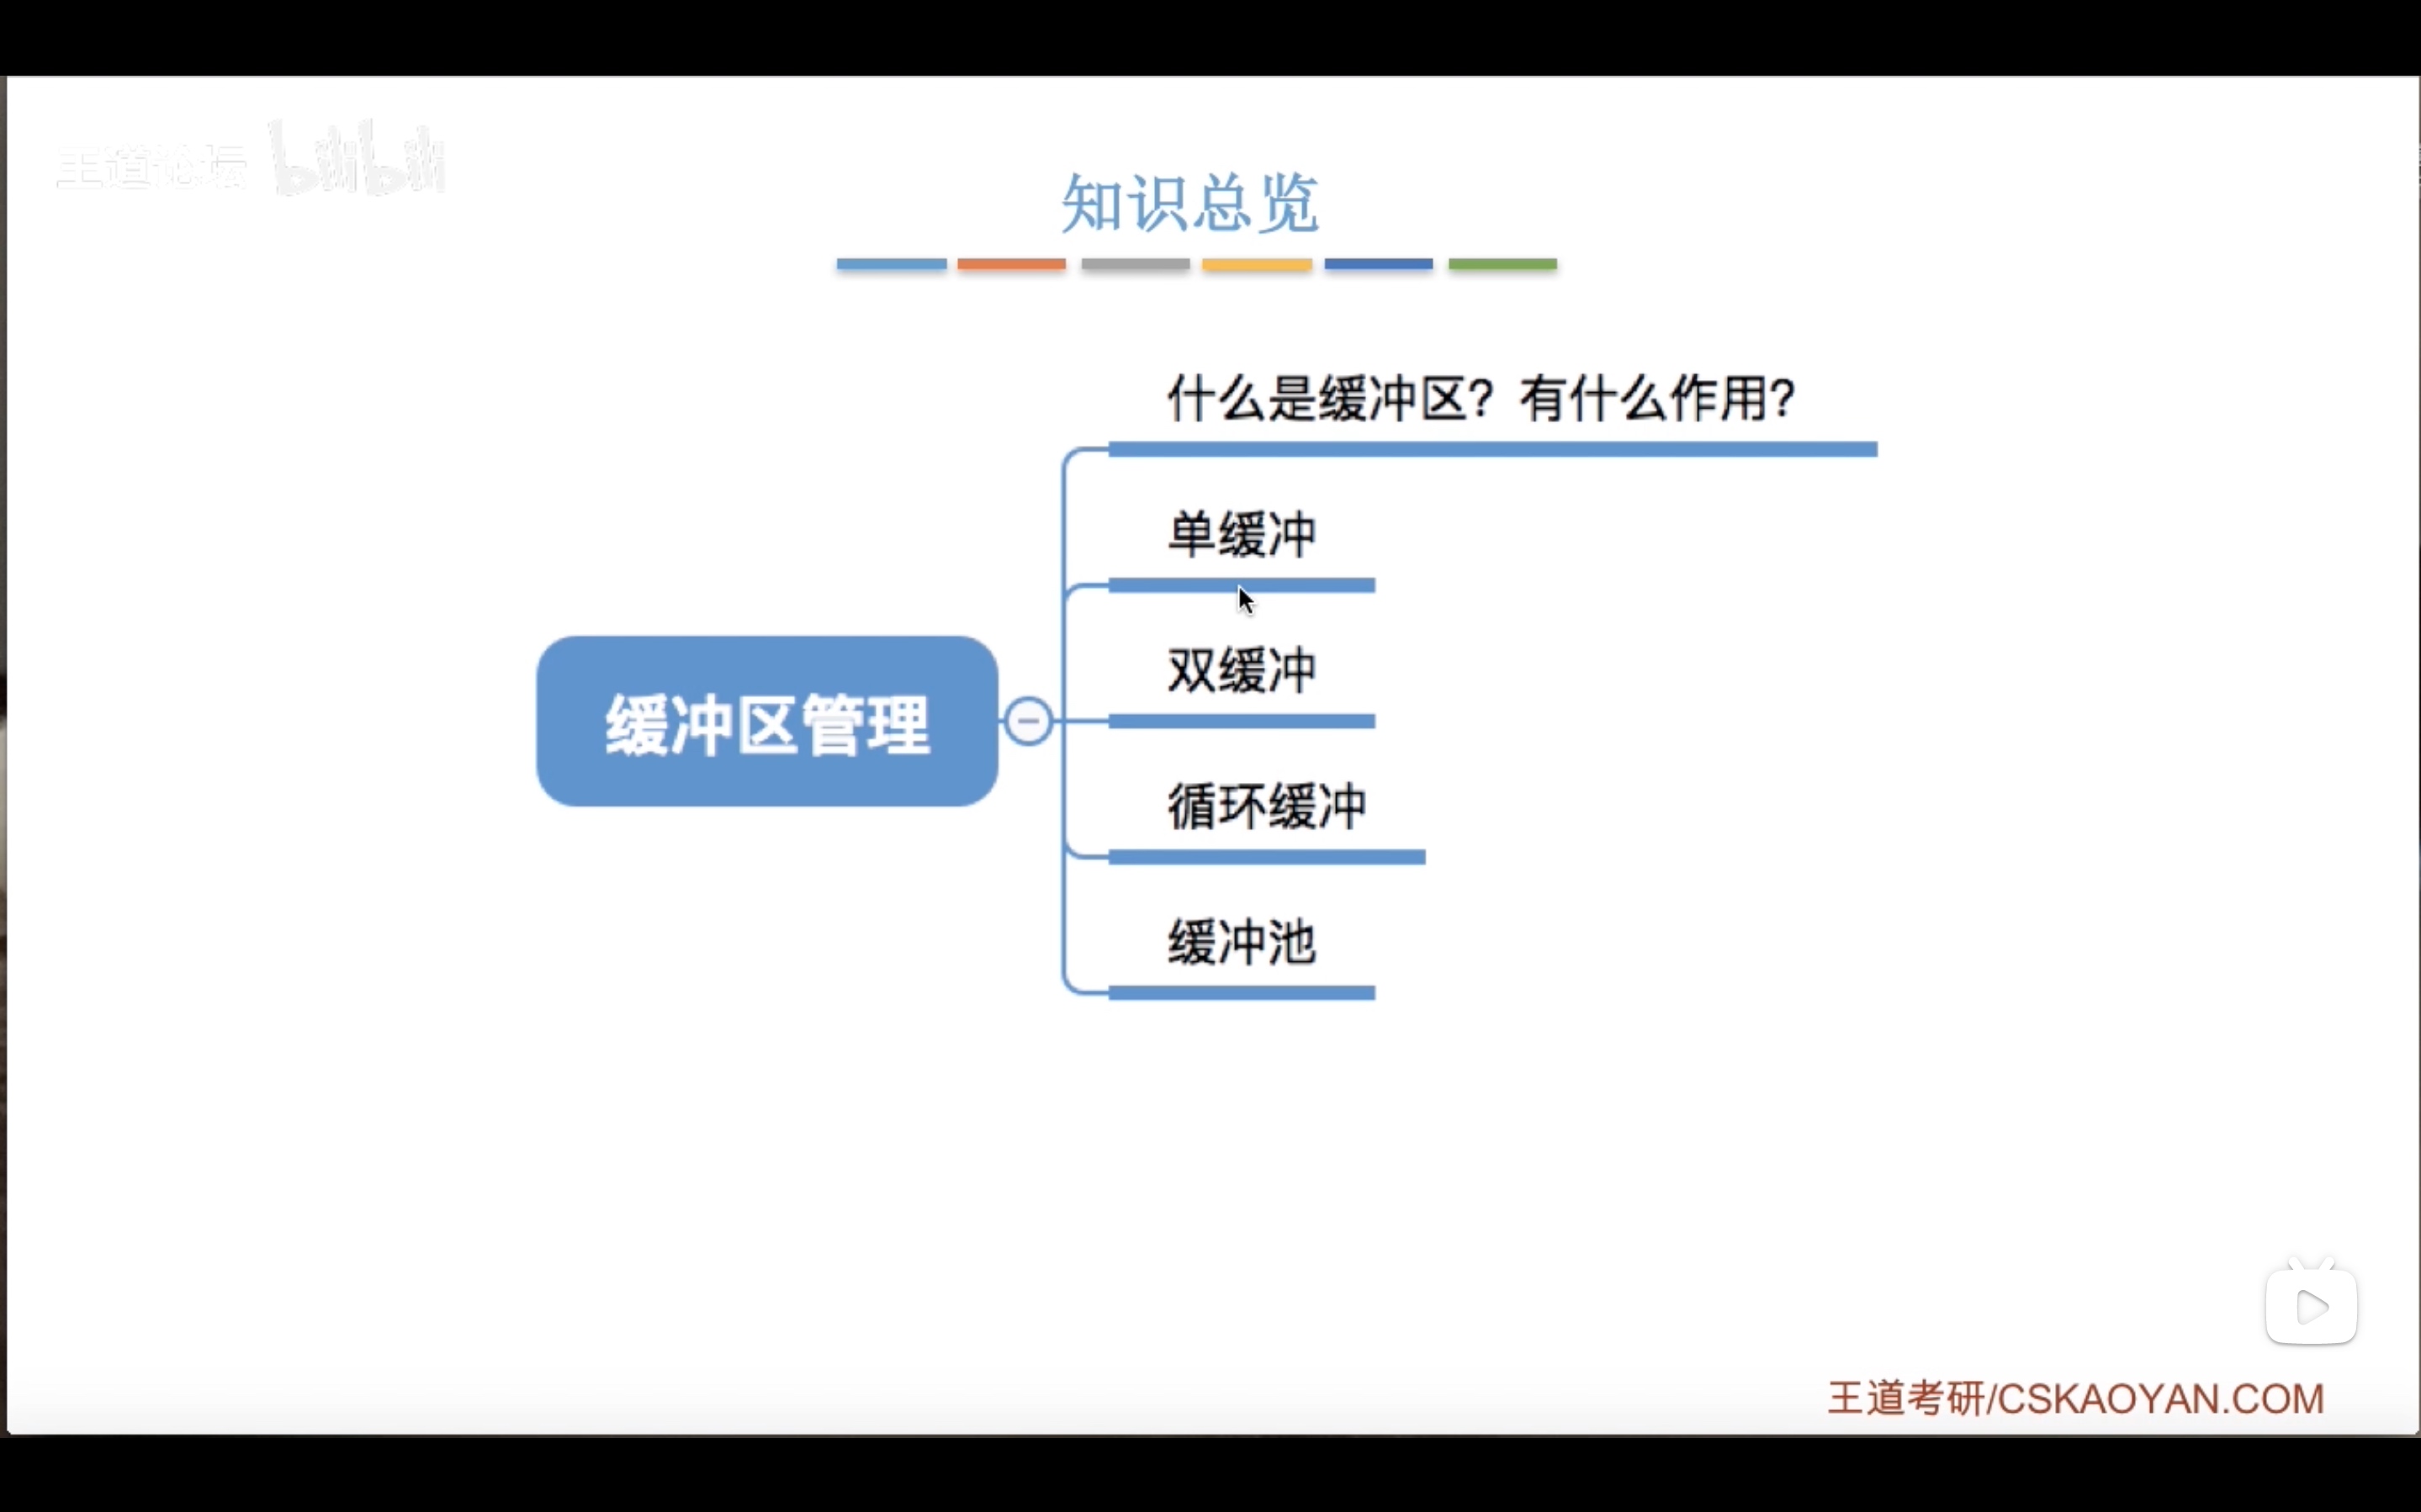 王道论坛 bilibili
知识总览
什么是缓冲区？有什么作用？
单缓冲
双缓冲
缓冲区管理
循环缓冲
缓冲池
王道考研/CSKAOYAN.COM